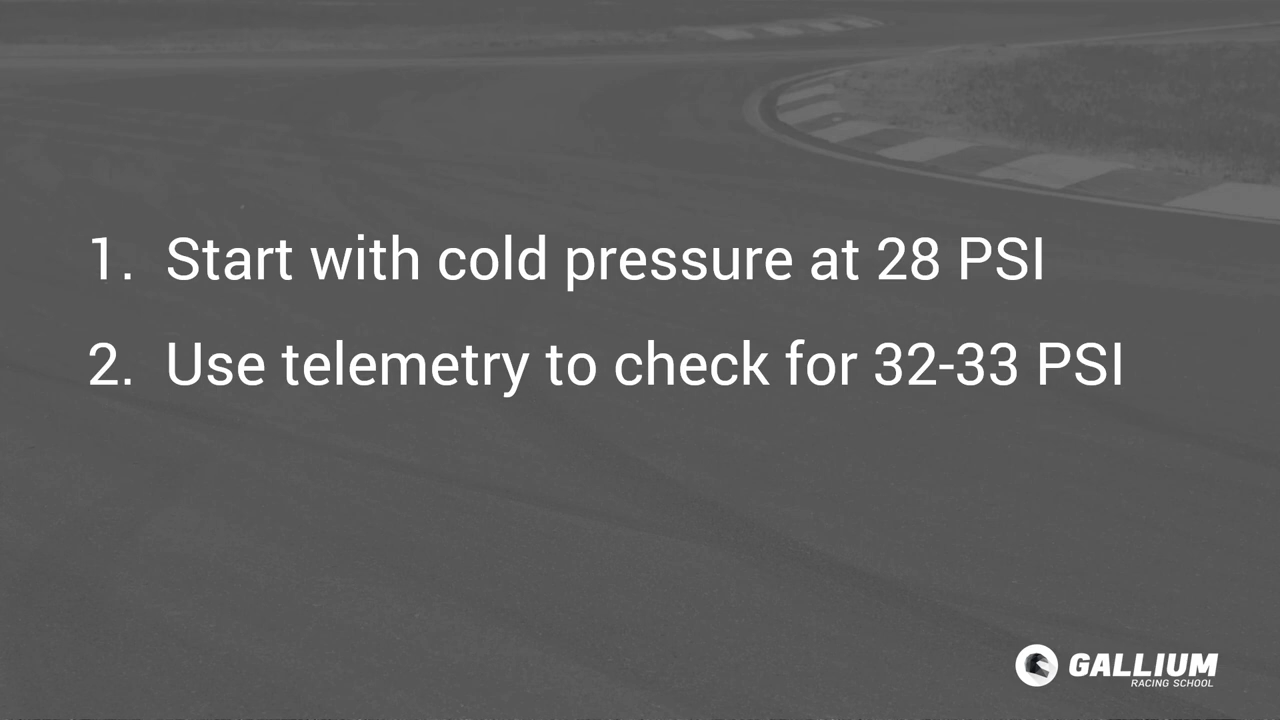 1. Start with cold pressure at 28 PSI
2. Use telemetry to check for 32-33 PSI
GALLIUM
RACING SCHOOL